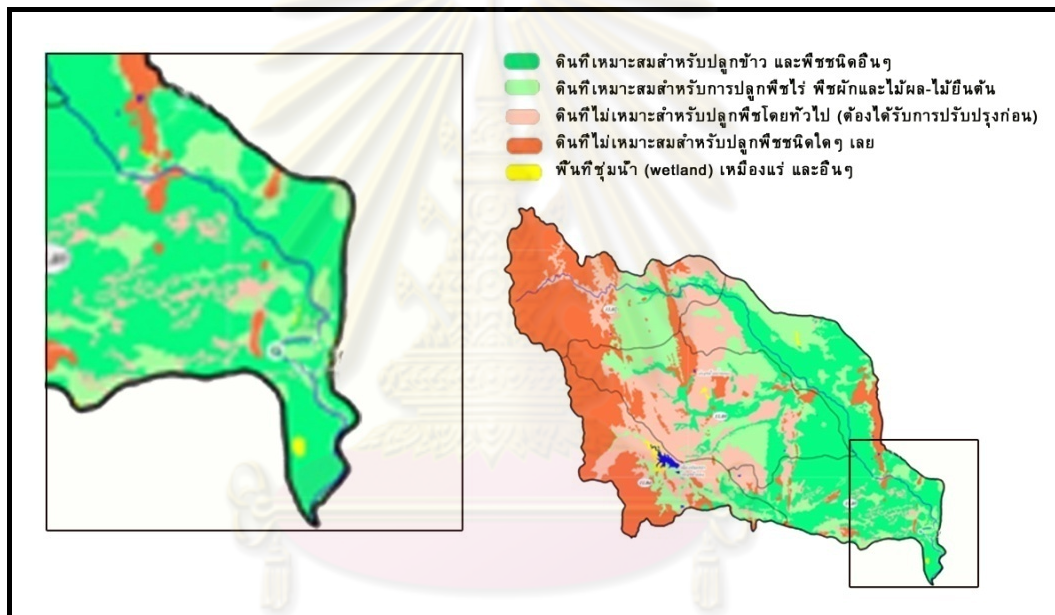 ดินที่เหมาะสมสำหรับปลูกข้าว และพืชชนิดอื่นๆ
ดินที่เหมาะสมสำหรับการปลูกพืชไร่ พืชผักและไม้ผล-ไม้ยืนต้น
ดินไม่เหมาะสำหรับปลูกพืชโดยทั่วไป (ต้องได้รับการปรับปรุงก่อน)
ดินที่ไม่เหมาะสมสำหรับปลูกพืชชนิดใดๆ เลย
พื้นที่ชุ่มน้ำ (wetland) เหมืองแร่ และอื่นๆ